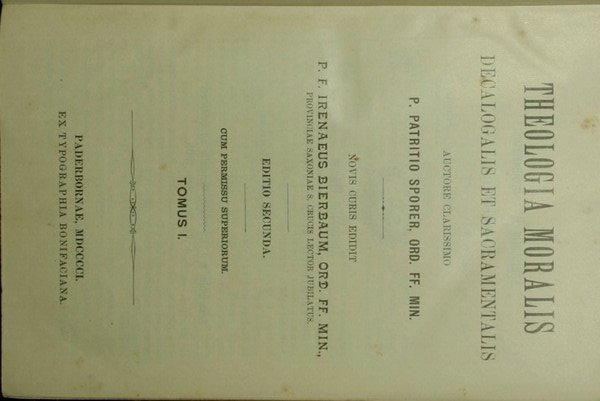 THEOLOGIA MORALIS
DECALOGALIS ET SACRAMENTALIS
AUCTORE CLARISSIMO
P. PATRITIO SPORER, ORD. FF. MIN.
NOVIS CURIS EDIDIT
P. F. IRENAEUS BIERBAUM, ORD. FF. MIN.,
PROVINCIAE SAXONIAE S. CRUCIS LECTOR JUBILATUS.
EDITIO SECUNDA.
CUM PERMISSU SUPERIORUM.
TOMUS I.
PADERBORNAE, MDCCCCI.
EX TYPOGRAPHIA BONIFACIANA.